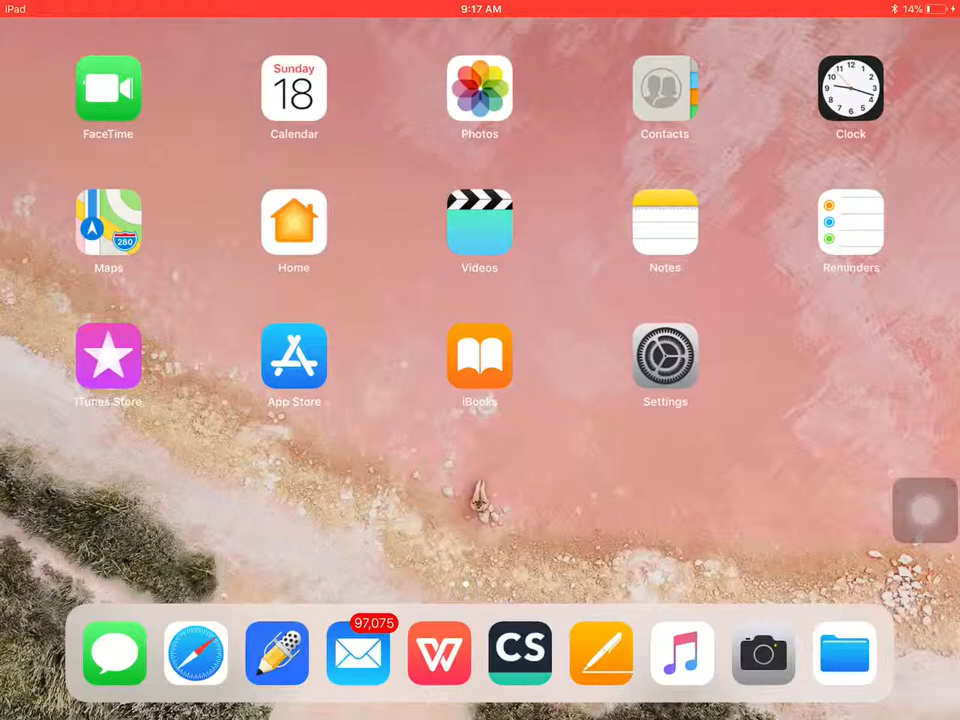 iPad 9:17 AM 14%
Sunday
18
FaceTime Calendar Photos Contacts Clock
280
Maps Home Videos Notes Reminders
iTunes Store App Store iBooks Settings
97,075
W CS